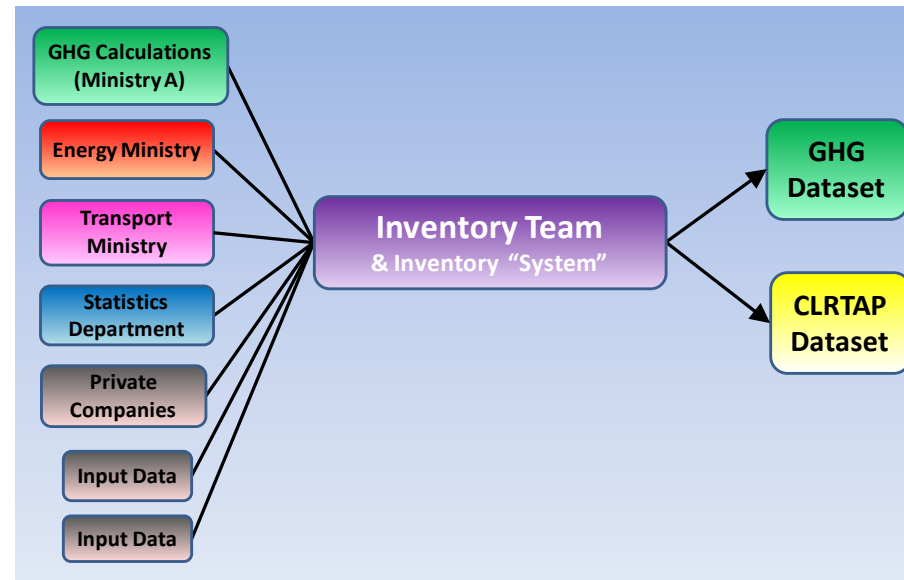 GHG Calculations
(Ministry A)
Energy Ministry
Transport
Ministry
Statistics
Department
Private
Companies
Input Data
Input Data
Inventory Team
& Inventory “System”
GHG
Dataset
CLRTAP
Dataset